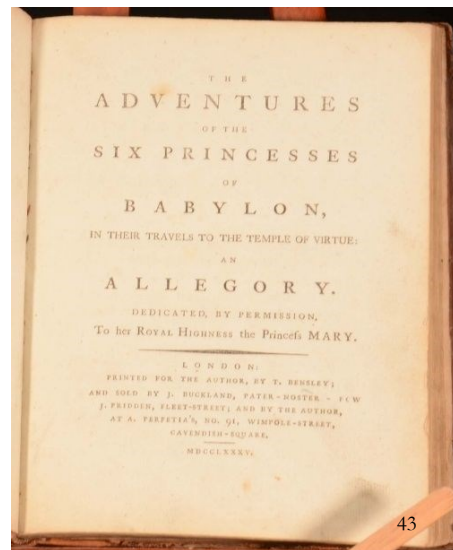 THE
ADVENTURES
OF THE
SIX PRINCESSES
OF
BABYLON,
IN THEIR TRAVELS TO THE TEMPLE OF VIRTUE:
AN
ALLEGORY.
DEDICATED, BY PERMISSION,
To her ROYAL HIGHNESS the Princeſs MARY.
LONDON:
PRINTED FOR THE AUTHOR, BY T. BENSLEY;
AND SOLD BY J. BUCKLAND, PATER-NOSTER-
J. PRIDDEN, FLEET-STREET; AND BY THE AUTHOR,
AT A. PERFETIA'S, NO. 91, WIMPOLE-STREET,
CAVENDISH-SQUARE,
MDCCLXXXV.
43